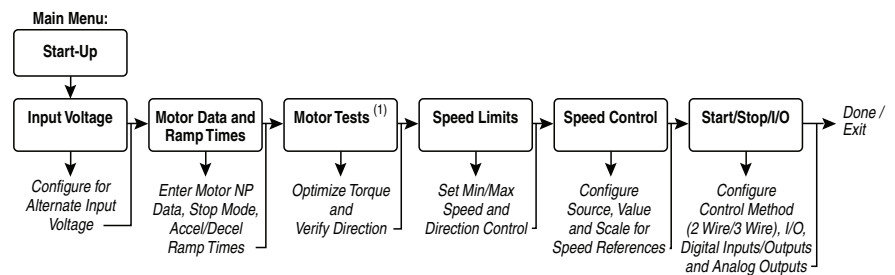 Main Menu:
Start-Up
Input Voltage
Motor Data and
Ramp Times
Motor Tests (1)
Speed Limits
Speed Control
Start/Stop/I/O
Done /
Exit
Configure for
Alternate Input
Voltage
Enter Motor NP
Data, Stop Mode,
Accel/Decel
Ramp Times
Optimize Torque
and
Verify Direction
Set Min/Max
Speed and
Direction Control
Configure
Source, Value
and Scale for
Speed References
Configure
Control Method
(2 Wire/3 Wire), I/O,
Digital Inputs/Outputs
and Analog Outputs